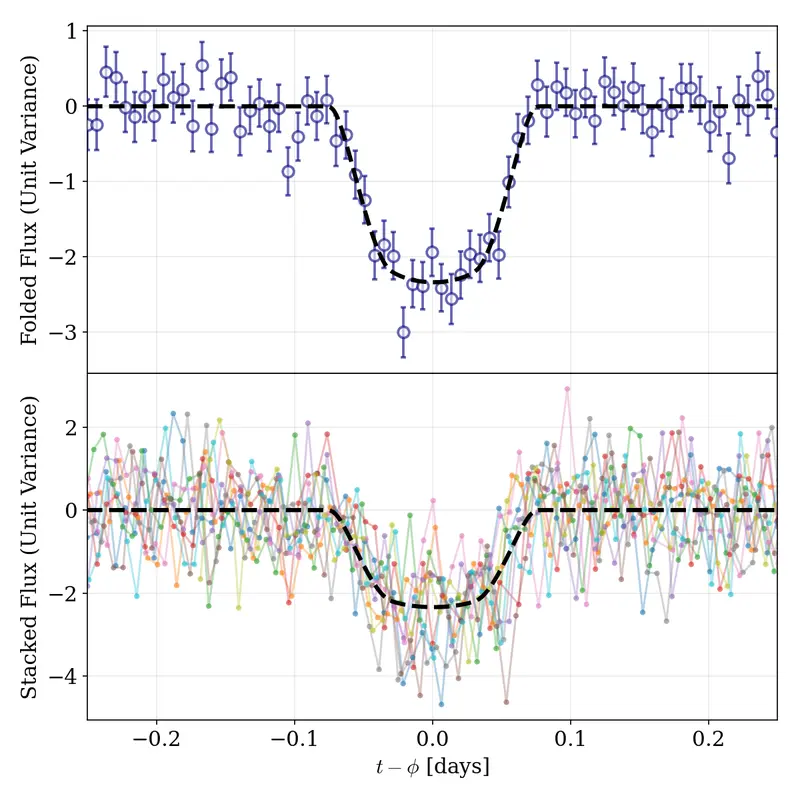 Folded Flux (Unit Variance)
1
0
−1
−2
−3
Stacked Flux (Unit Variance)
2
0
−2
−4
−0.2 −0.1 0.0 0.1 0.2
t − ϕ [days]